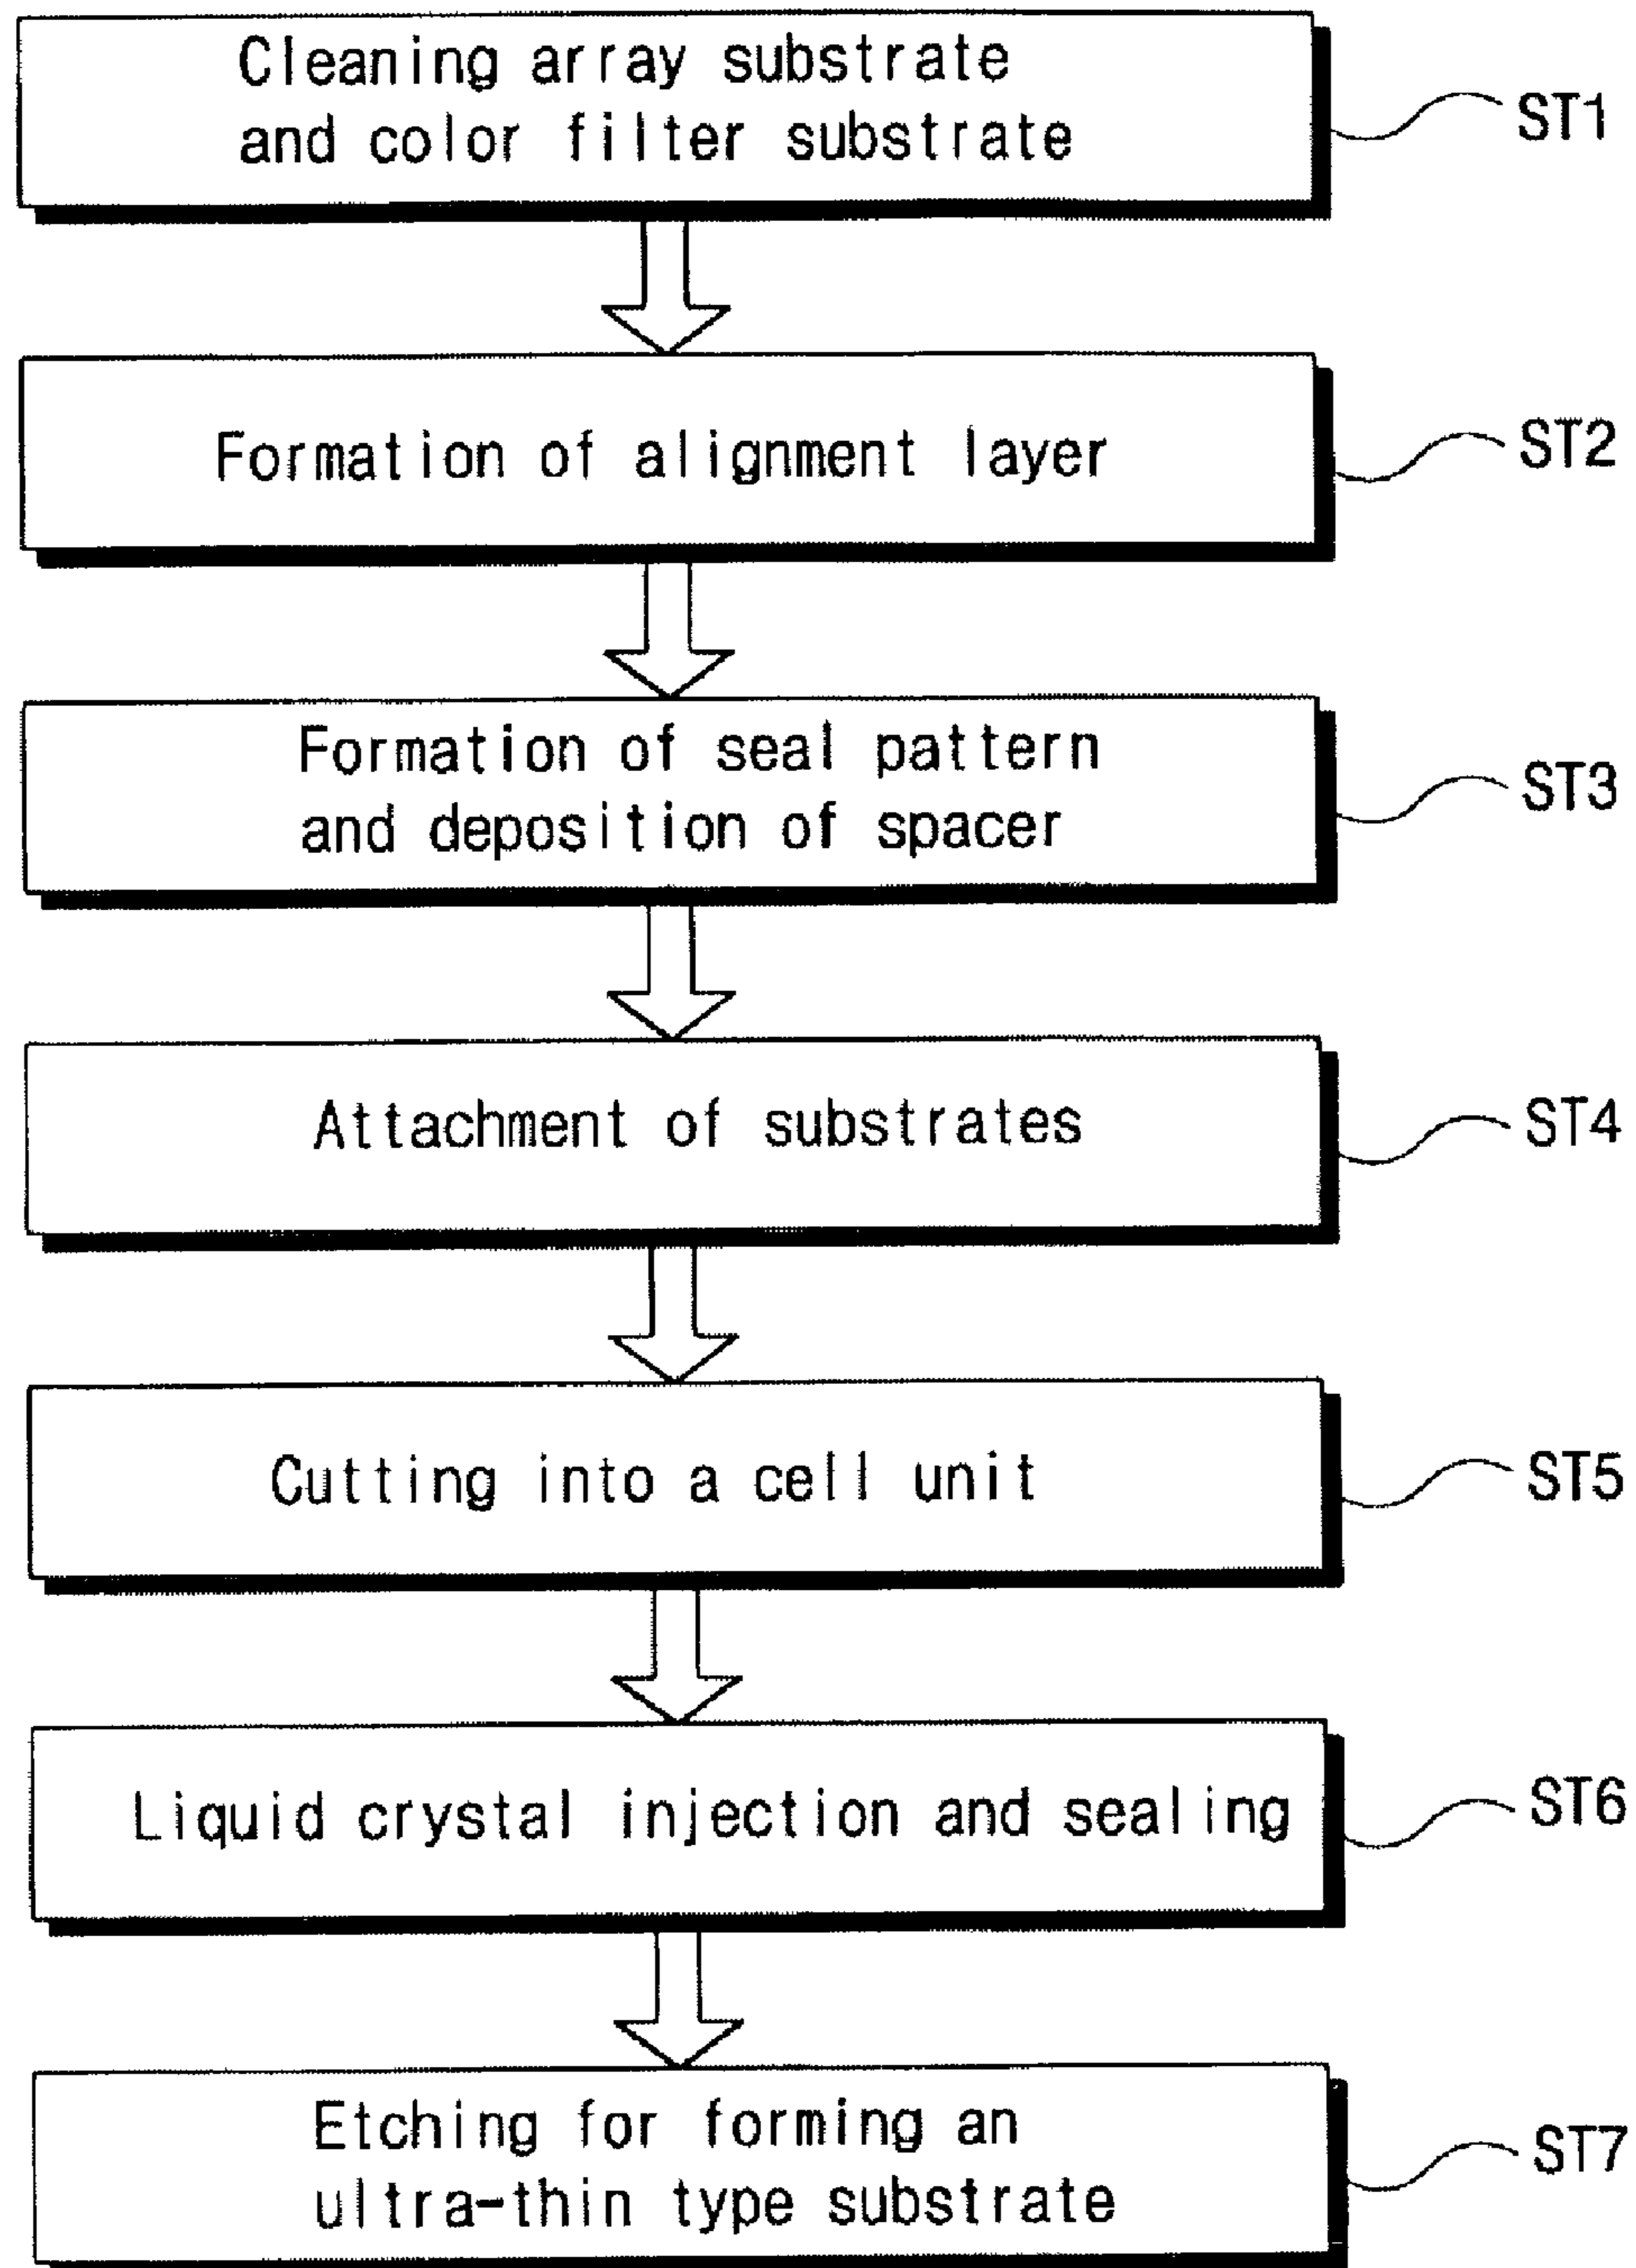 Cleaning array substrate
and color filter substrate
ST1
Formation of alignment layer
ST2
Formation of seal pattern
and deposition of spacer
ST3
Attachment of substrates
ST4
Cutting into a cell unit
ST5
Liquid crystal injection and sealing
ST6
Etching for forming an
ultra-thin type substrate
ST7